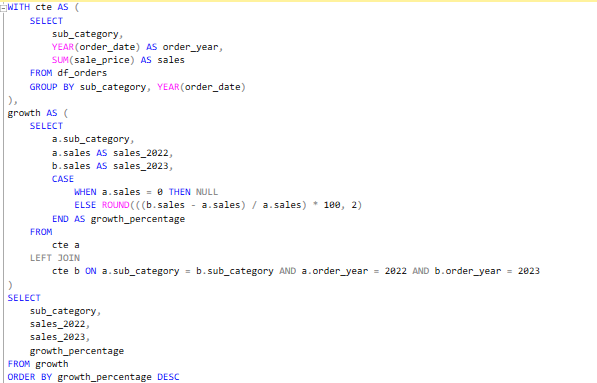 WITH cte AS (
SELECT
sub_category,
YEAR(order_date) AS order_year,
SUM(sale_price) AS sales
FROM df_orders
GROUP BY sub_category, YEAR(order_date)
),
growth AS (
SELECT
a.sub_category,
a.sales AS sales_2022,
b.sales AS sales_2023,
CASE
WHEN a.sales = 0 THEN NULL
ELSE ROUND(((b.sales - a.sales) / a.sales) * 100, 2)
END AS growth_percentage
FROM
cte a
LEFT JOIN
cte b ON a.sub_category = b.sub_category AND a.order_year = 2022 AND b.order_year = 2023
)
SELECT
sub_category,
sales_2022,
sales_2023,
growth_percentage
FROM growth
ORDER BY growth_percentage DESC